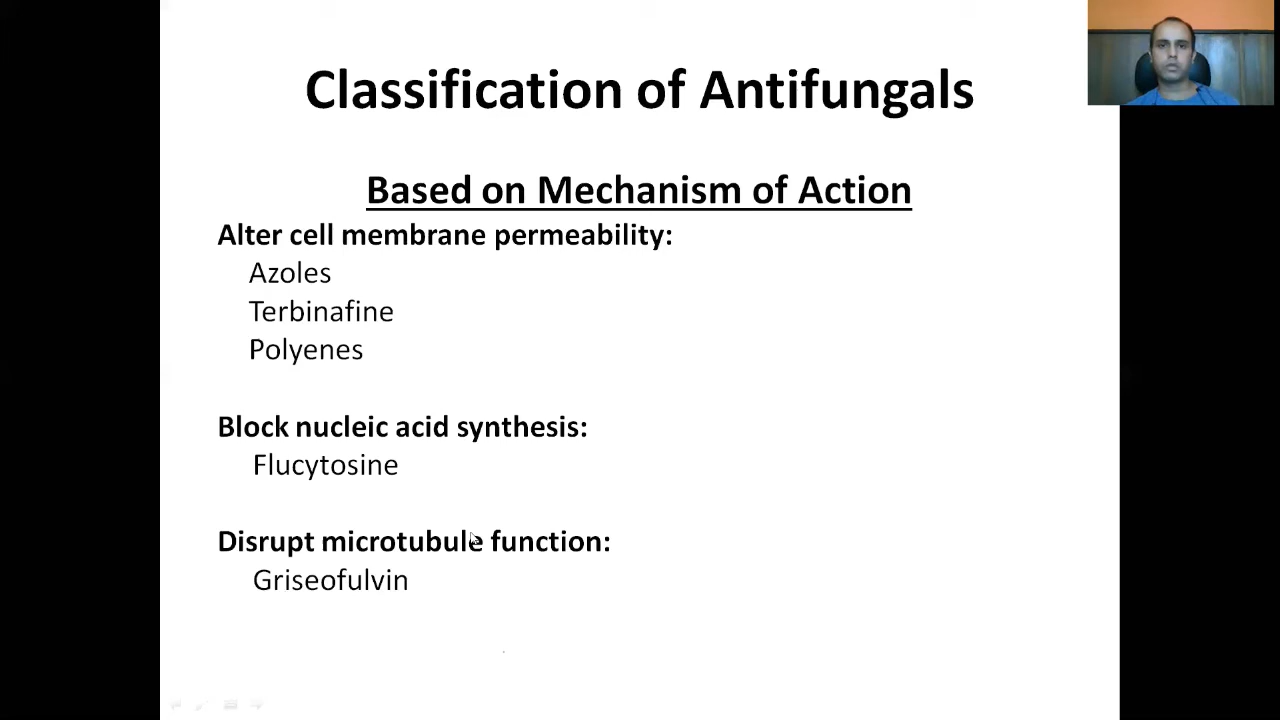 Classification of Antifungals
Based on Mechanism of Action
Alter cell membrane permeability:
Azoles
Terbinafine
Polyenes
Block nucleic acid synthesis:
Flucytosine
Disrupt microtubule function:
Griseofulvin